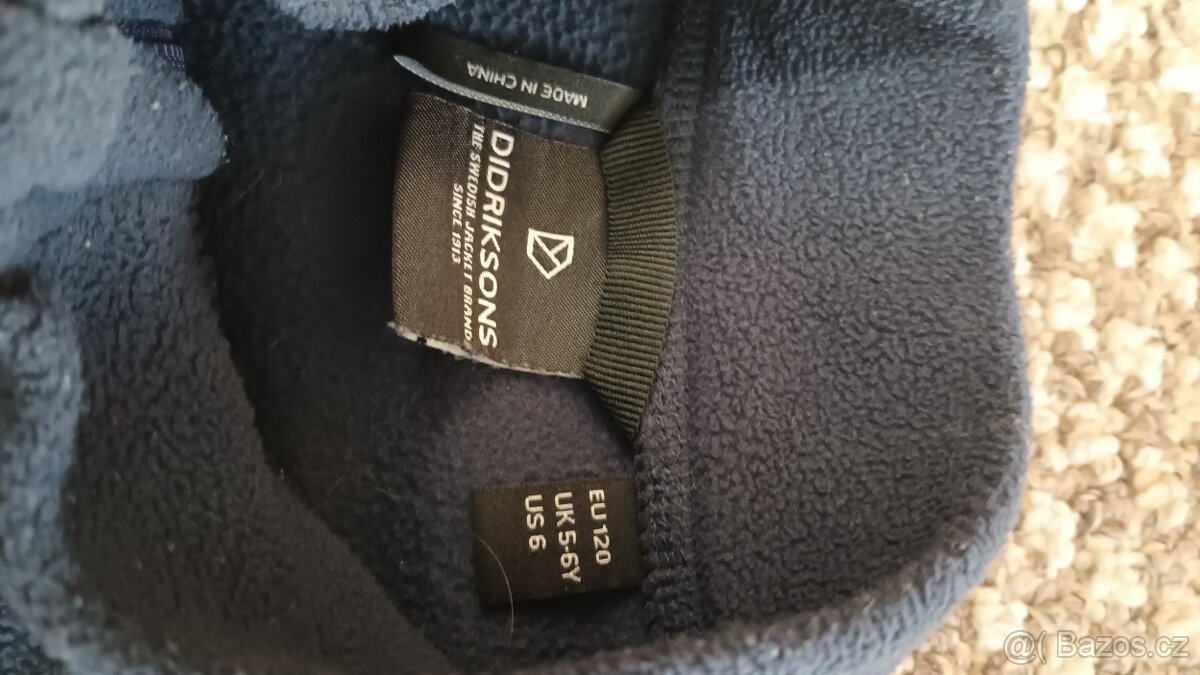 MADE IN CHINA
DIDRIKSONS
THE SWEDISH JACKET BRAND
SINCE 1913
EU 120
UK 5-6Y
US 6
@( Bazos.cz